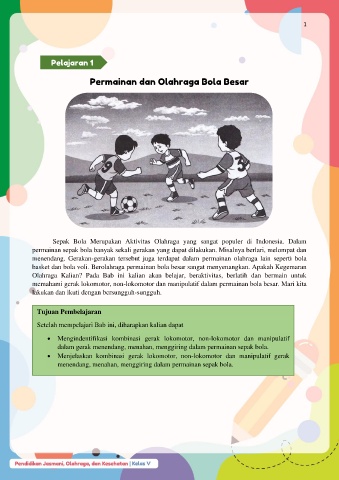 1
Pelajaran 1
Permainan dan Olahraga Bola Besar
Sepak Bola Merupakan Aktivitas Olahraga yang sangat populer di Indonesia. Dalam
permainan sepak bola banyak sekali gerakan yang dapat dilakukan. Misalnya berlari, melompat dan
menendang. Gerakan-gerakan tersebut juga terdapat dalam permainan olahraga lain seperti bola
basket dan bola voli. Berolahraga permainan bola besar sangat menyenangkan. Apakah Kegemaran
Olahraga Kalian? Pada Bab ini kalian akan belajar, beraktivitas, berlatih dan bermain untuk
memahami gerak lokomotor, non-lokomotor dan manipulatif dalam permainan bola besar. Mari kita
lakukan dan ikuti dengan bersungguh-sungguh.
Tujuan Pembelajaran
Setelah mempelajari Bab ini, diharapkan kalian dapat
• Mengindentifikasi kombinasi gerak lokomotor, non-lokomotor dan manipulatif
dalam gerak menendang, menahan, menggiring dalam permainan sepak bola.
• Menjelaskan kombinasi gerak lokomotor, non-lokomotor dan manipulatif gerak
menendang, menahan, menggiring dalam permainan sepak bola.
Pendidikan Jasmani, Olahraga, dan Kesehatan | Kelas V